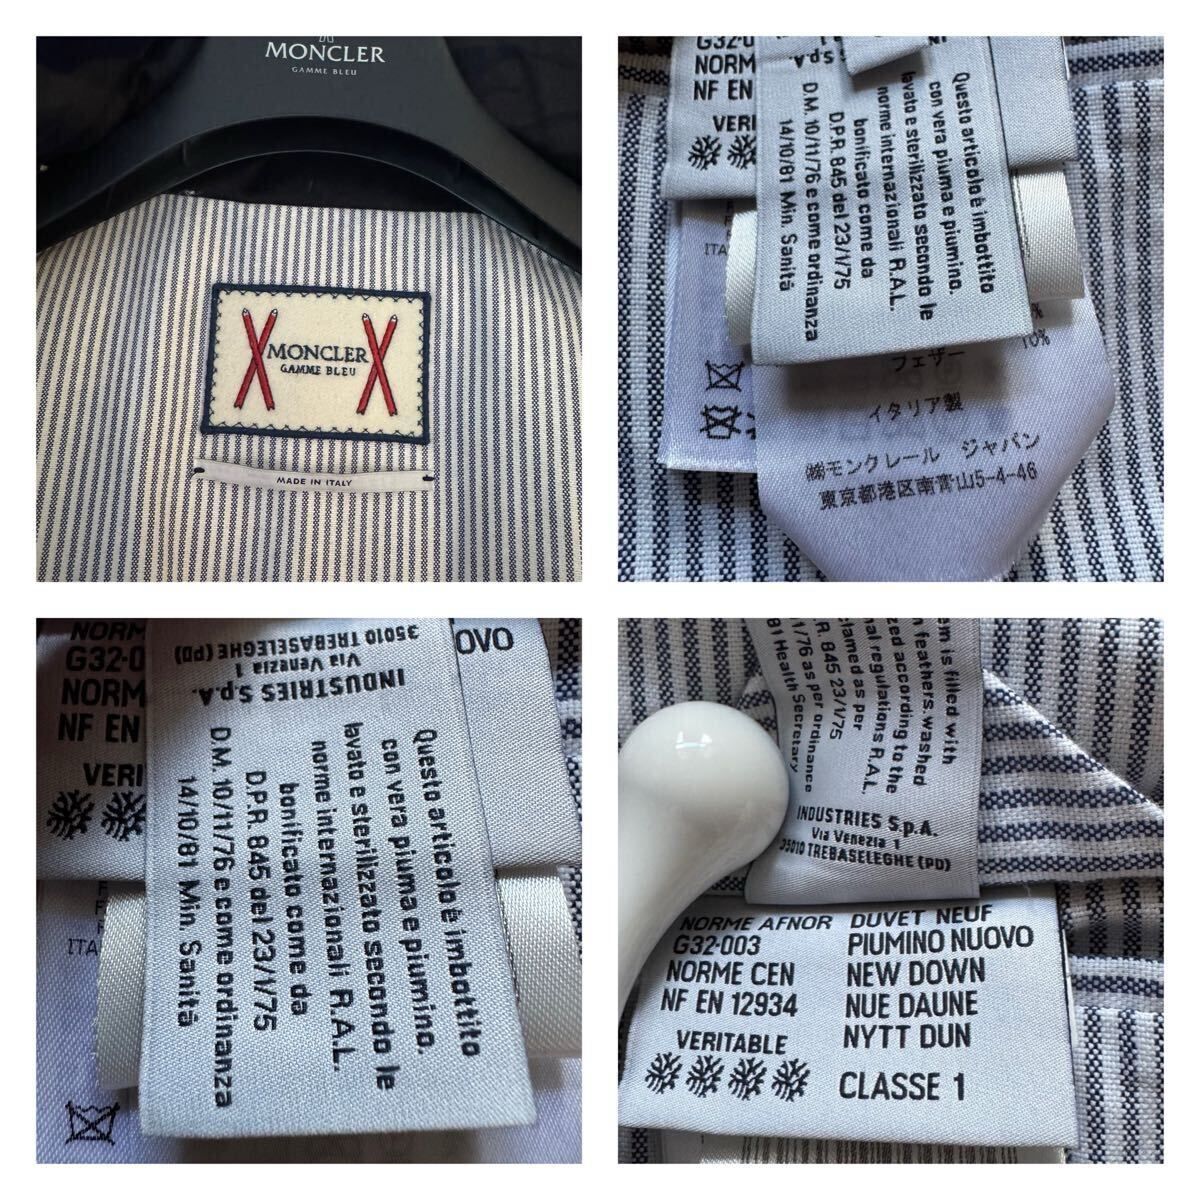 MONCLER
GAMME BLEU
MONCLER
GAMME BLEU
MADE IN ITALY
G32-0
NORM
NF EN
VERI
Questo articolo è imbottito
con vera piuma e piumino.
lavato e sterilizzato secondo le
norme internazionali R.A.L.
bonificato come da
D.P.R. 845 del 23/1/75
D.M. 10/11/76 e come ordinanza
14/10/81 Min. Sanità
ITA
10%
フェザー
イタリア製
㈱モンクレール ジャパン
東京都港区南青山5-4-46
NORM
G32-0
NORM
NF EN
VERI
OVO
35010 TREBASELEGHE (PD)
Via Venezia 1
INDUSTRIES S.p.A.
Questo articolo è imbottito
con vera piuma e piumino.
lavato e sterilizzato secondo le
norme internazionali R.A.L.
bonificato come da
D.P.R. 845 del 23/1/75
D.M. 10/11/76 e come ordinanza
14/10/81 Min. Sanità
ITA
em is filled with
feathers, washed
zed according to the
nal regulations R.A.L.
claimed as per
R. 845 23/1/75
1/76 as per ordinance
81 Health Secretary
INDUSTRIES S.p.A.
Via Venezia 1
35010 TREBASELEGHE (PD)
NORME AFNOR
G32-003
NORME CEN
NF EN 12934
VERITABLE
DUVET NEUF
PIUMINO NUOVO
NEW DOWN
NUE DAUNE
NYTT DUN
CLASSE 1